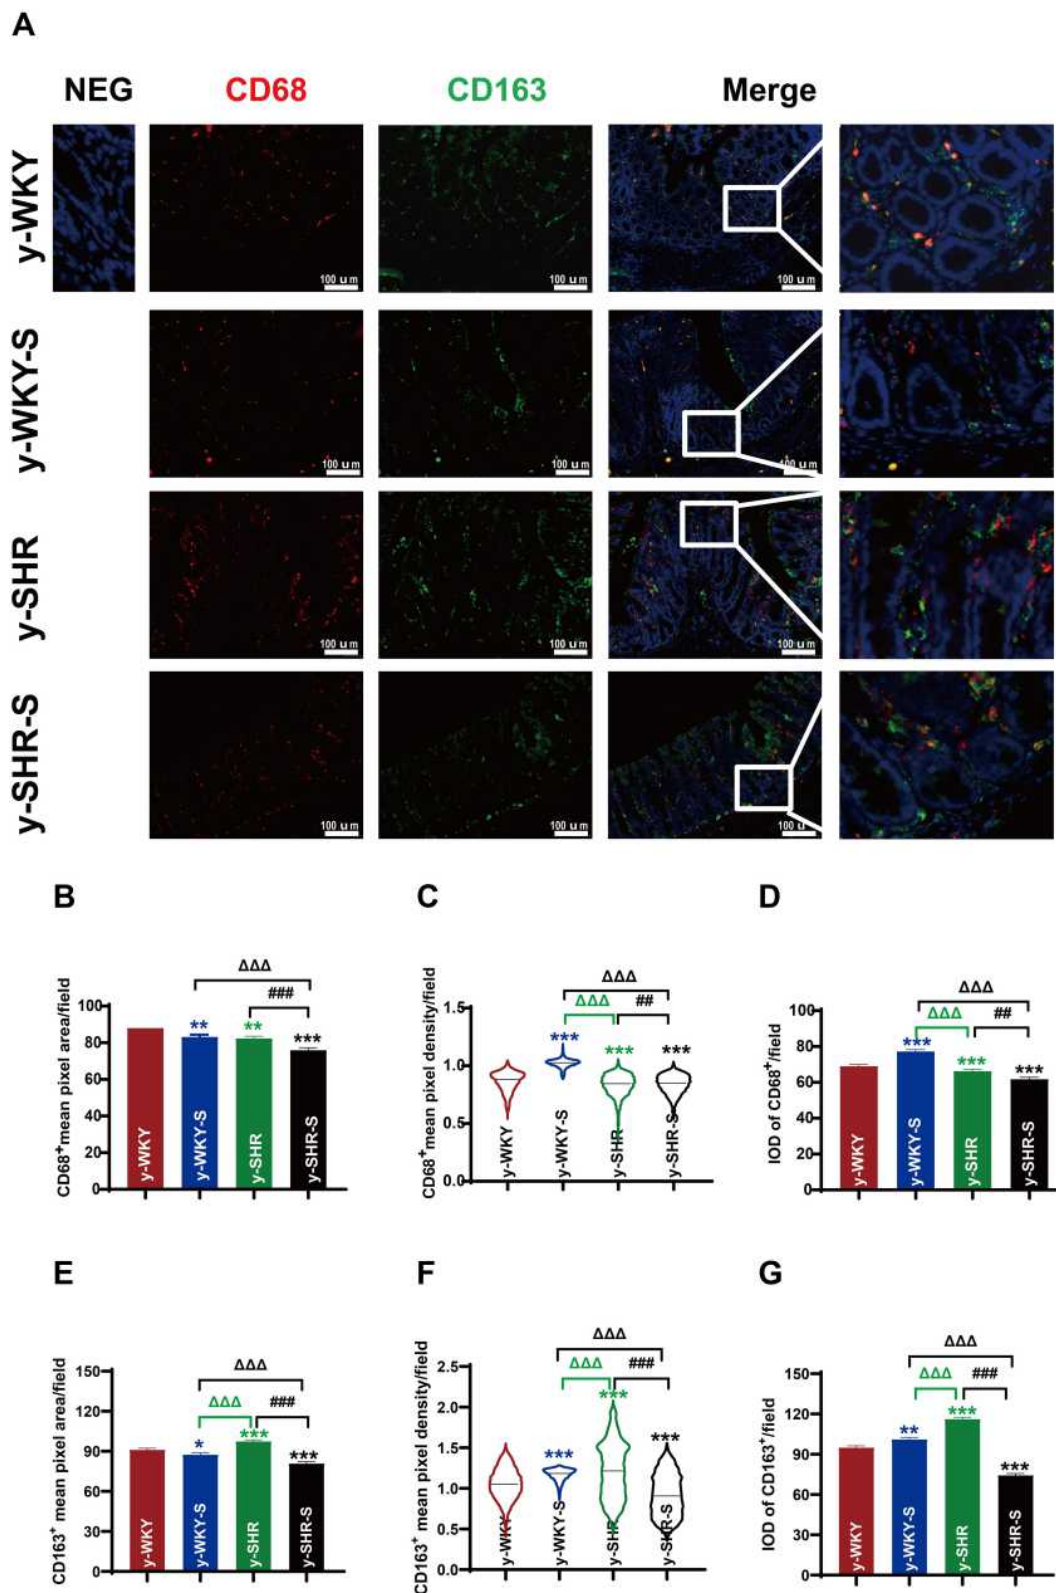 A
NEG CD68 CD163 Merge
y-WKY
100 um 100 um 100 um
y-WKY-S
100 um 100 um 100 um
y-SHR
100 um 100 um 100 um
y-SHR-S
100 um 100 um 100 um
B
CD68+mean pixel area/field
100
80
60
40
20
0
ΔΔΔ
###
** ** ***
y-WKY y-WKY-S y-SHR y-SHR-S
C
CD68+mean pixel density/field
1.5
1.0
0.5
0.0
ΔΔΔ
ΔΔΔ ##
*** *** ***
y-WKY y-WKY-S y-SHR y-SHR-S
D
IOD of CD68+/field
100
80
60
40
20
0
ΔΔΔ
ΔΔΔ ##
*** *** ***
y-WKY y-WKY-S y-SHR y-SHR-S
E
CD163+ mean pixel area/field
150
120
90
60
30
0
ΔΔΔ
ΔΔΔ ###
* *** ***
y-WKY y-WKY-S y-SHR y-SHR-S
F
CD163+ mean pixel density/field
2.5
2.0
1.5
1.0
0.5
0.0
ΔΔΔ
ΔΔΔ ###
*** *** ***
y-WKY y-WKY-S y-SHR y-SHR-S
G
IOD of CD163+/field
150
120
90
60
30
0
ΔΔΔ
ΔΔΔ ###
** *** ***
y-WKY y-WKY-S y-SHR y-SHR-S